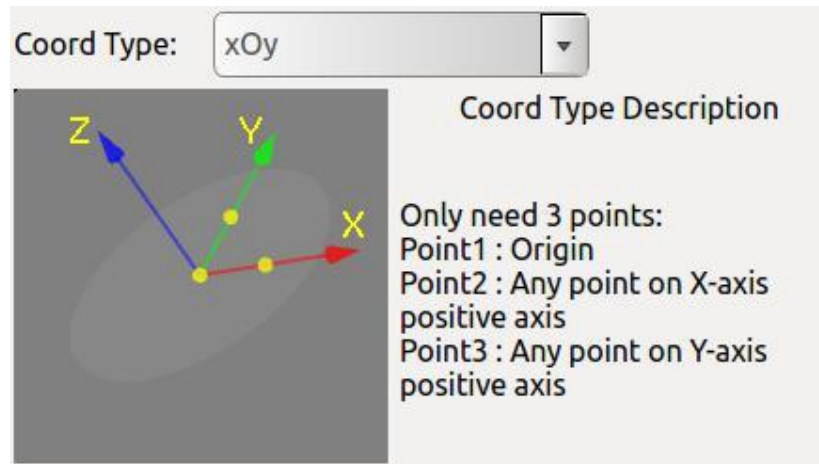 Coord Type: xOy
Coord Type Description
Z
Y
X
Only need 3 points:
Point1 : Origin
Point2 : Any point on X-axis
positive axis
Point3 : Any point on Y-axis
positive axis